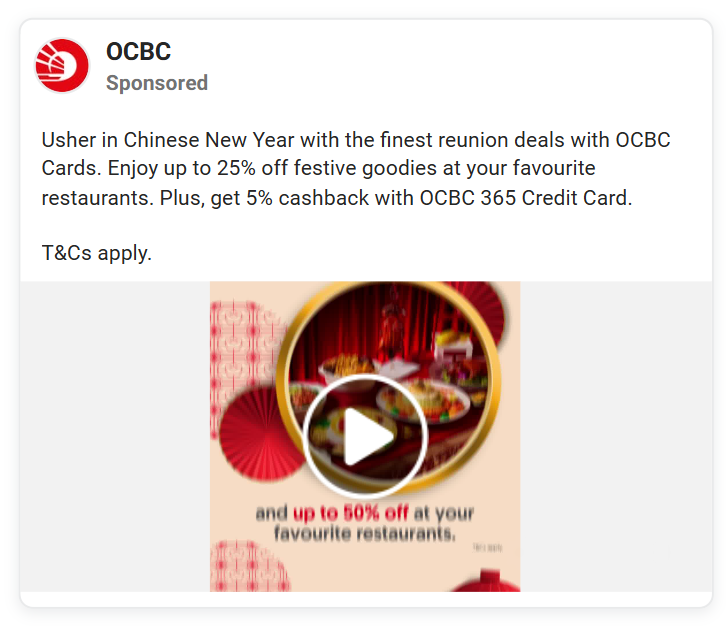 OCBC
Sponsored
Usher in Chinese New Year with the finest reunion deals with OCBC
Cards. Enjoy up to 25% off festive goodies at your favourite
restaurants. Plus, get 5% cashback with OCBC 365 Credit Card.
T&Cs apply.
and up to 50% off at your
favourite restaurants.